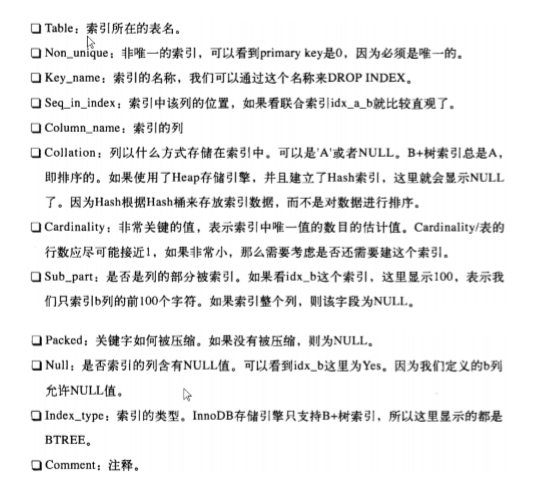 ❑ Table：索引所在的表名。
❑ Non_unique：非唯一的索引，可以看到primary key是0，因为必须是唯一的。
❑ Key_name：索引的名称，我们可以通过这个名称来DROP INDEX。
❑ Seq_in_index：索引中该列的位置，如果看联合索引idx_a_b就比较直观了。
❑ Column_name：索引的列
❑ Collation：列以什么方式存储在索引中。可以是'A'或者NULL。B+树索引总是A，
即排序的。如果使用了Heap存储引擎，并且建立了Hash索引，这里就会显示NULL
了。因为Hash根据Hash桶来存放索引数据，而不是对数据进行排序。
❑ Cardinality：非常关键的值，表示索引中唯一值的数目的估计值。Cardinality/表的
行数应尽可能接近1，如果非常小，那么需要考虑是否还需要建这个索引。
❑ Sub_part：是否是列的部分被索引。如果看idx_b这个索引，这里显示100，表示我
们只索引b列的前100个字符。如果索引整个列，则该字段为NULL。
❑ Packed：关键字如何被压缩。如果没有被压缩，则为NULL。
❑ Null：是否索引的列含有NULL值。可以看到idx_b这里为Yes。因为我们定义的b列
允许NULL值。
❑ Index_type：索引的类型。InnoDB存储引擎只支持B+树索引，所以这里显示的都是
BTREE。
❑ Comment：注释。